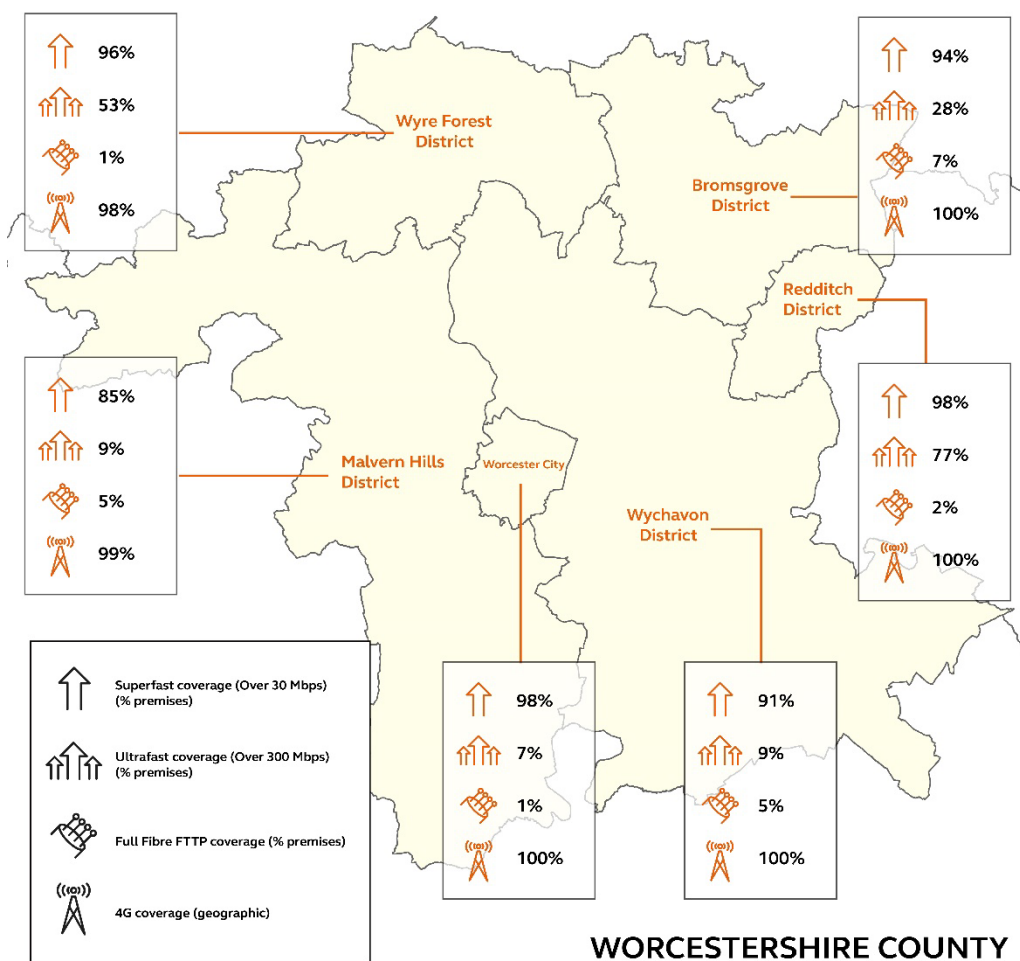 96%
53%
1%
98%
Wyre Forest
District
94%
28%
7%
100%
Bromsgrove
District
Redditch
District
85%
9%
5%
99%
Malvern Hills
District
Worcester City
Wychavon
District
98%
77%
2%
100%
Superfast coverage (Over 30 Mbps)
(% premises)
Ultrafast coverage (Over 300 Mbps)
(% premises)
Full Fibre FTTP coverage (% premises)
4G coverage (geographic)
98%
7%
1%
100%
91%
9%
5%
100%
WORCESTERSHIRE COUNTY